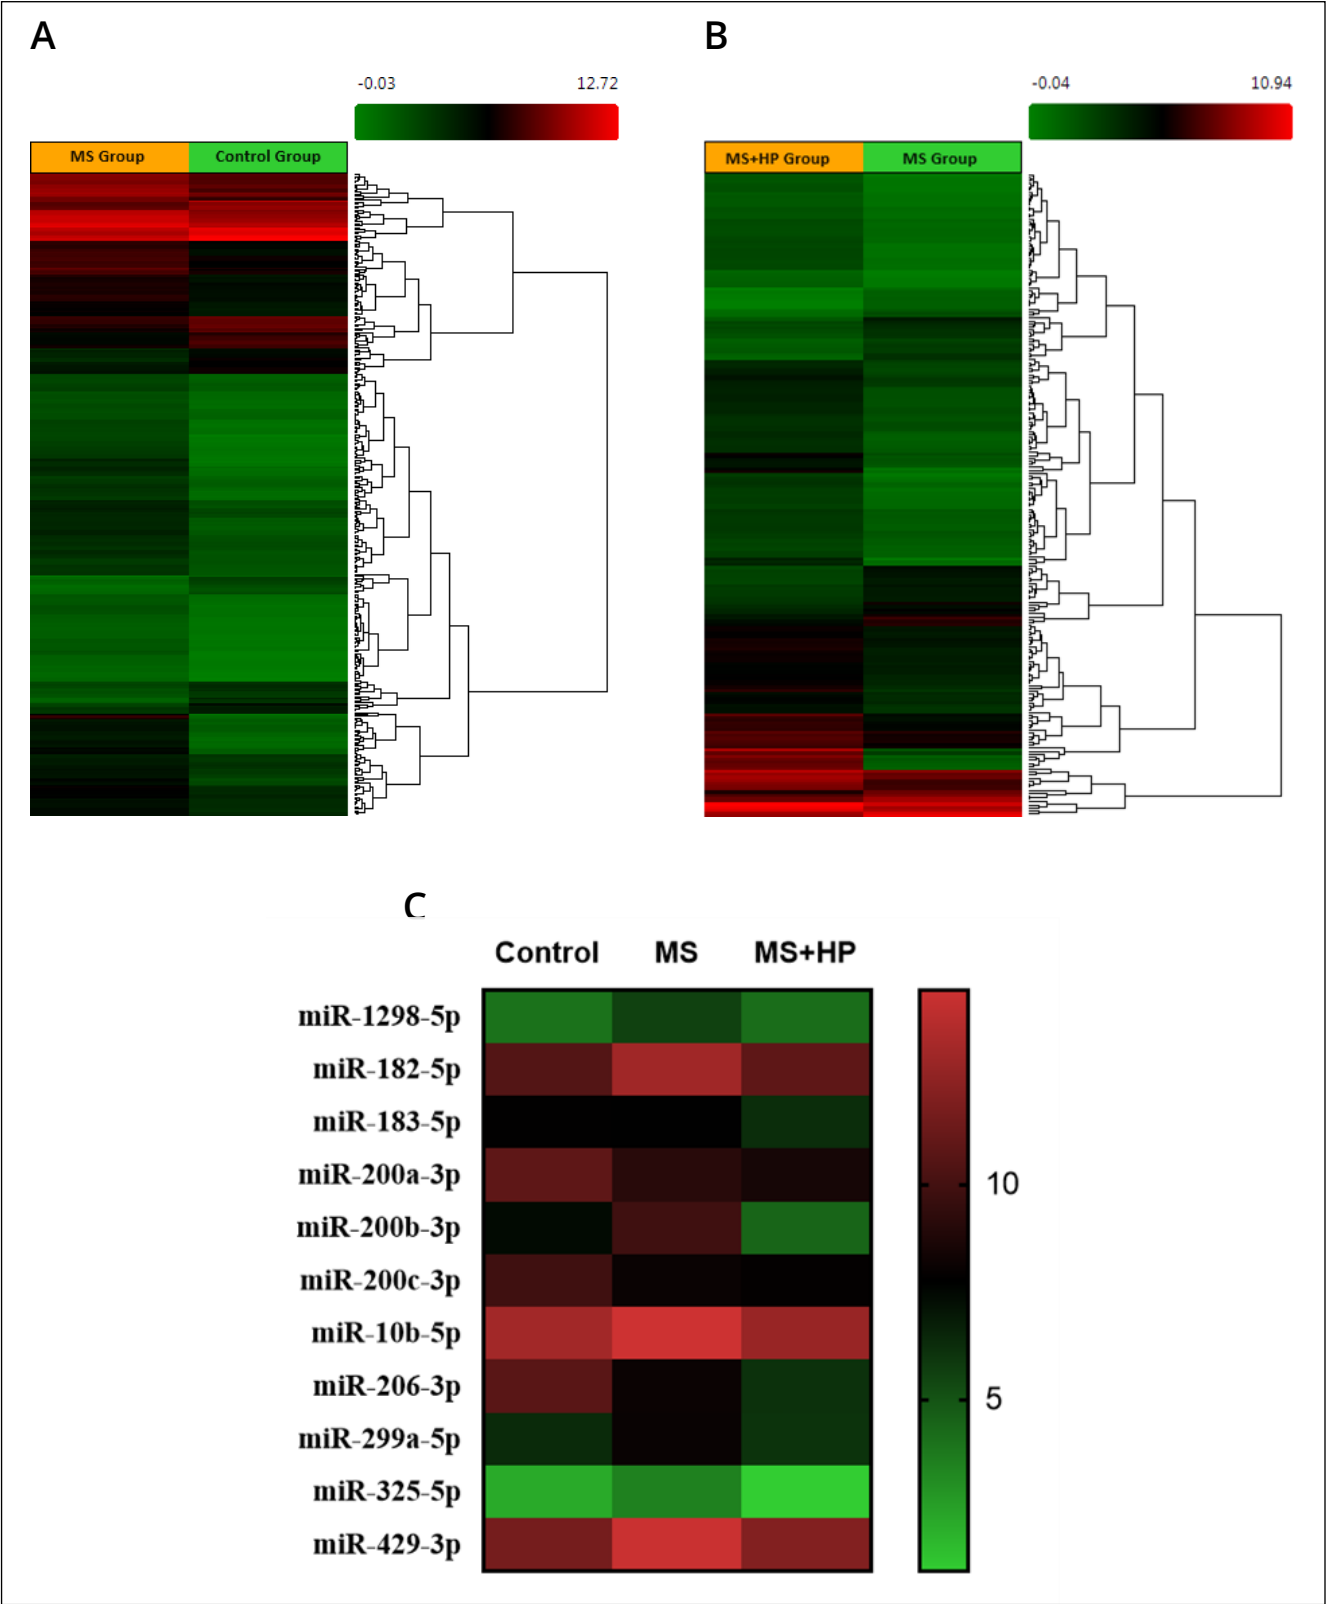 A
B
-0.03 12.72
-0.04 10.94
MS Group Control Group
MS+HP Group MS Group
C
Control MS MS+HP
miR-1298-5p
miR-182-5p
miR-183-5p
miR-200a-3p
10
miR-200b-3p
miR-200c-3p
miR-10b-5p
miR-206-3p
5
miR-299a-5p
miR-325-5p
miR-429-3p